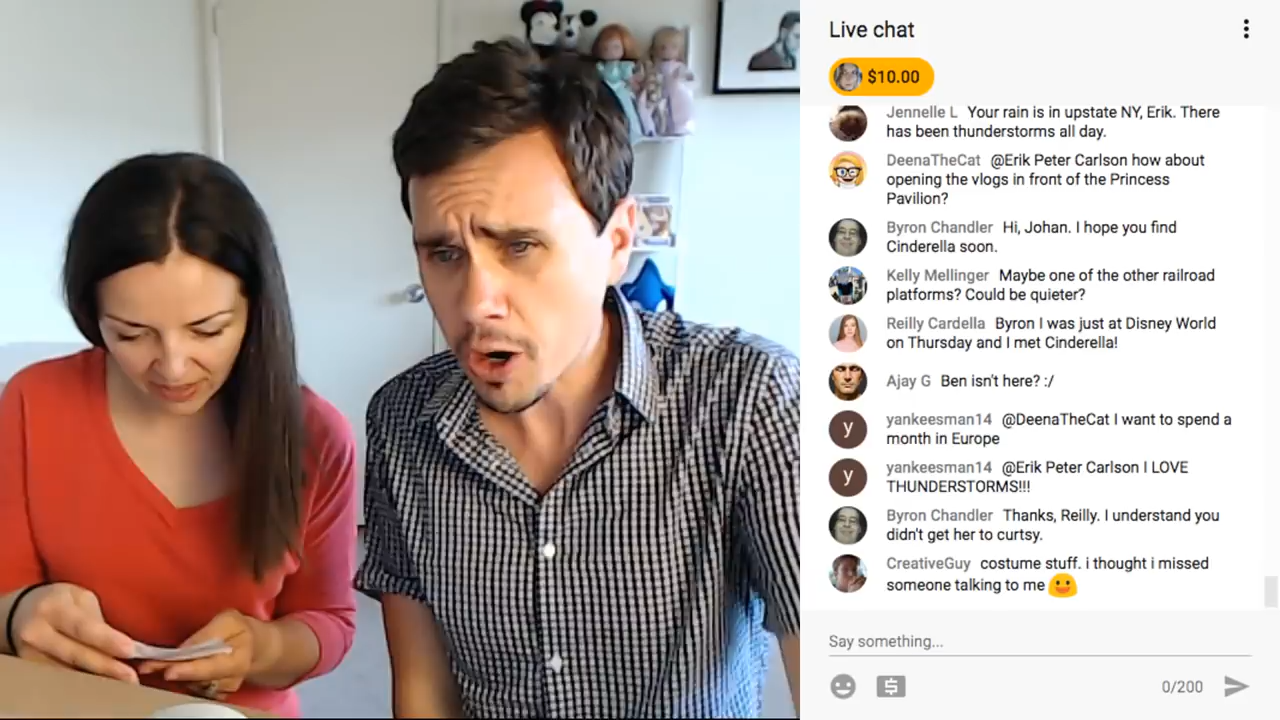 Live chat
$10.00
Jennelle L Your rain is in upstate NY, Erik. There
has been thunderstorms all day.
DeenaTheCat @Erik Peter Carlson how about
opening the vlogs in front of the Princess
Pavilion?
Byron Chandler Hi, Johan. I hope you find
Cinderella soon.
Kelly Mellinger Maybe one of the other railroad
platforms? Could be quieter?
Reilly Cardella Byron I was just at Disney World
on Thursday and I met Cinderella!
Ajay G Ben isn't here? :/
y
yankeesman14 @DeenaTheCat I want to spend a
month in Europe
y
yankeesman14 @Erik Peter Carlson I LOVE
THUNDERSTORMS!!!
Byron Chandler Thanks, Reilly. I understand you
didn't get her to curtsy.
CreativeGuy costume stuff. i thought i missed
someone talking to me
Say something...
0/200